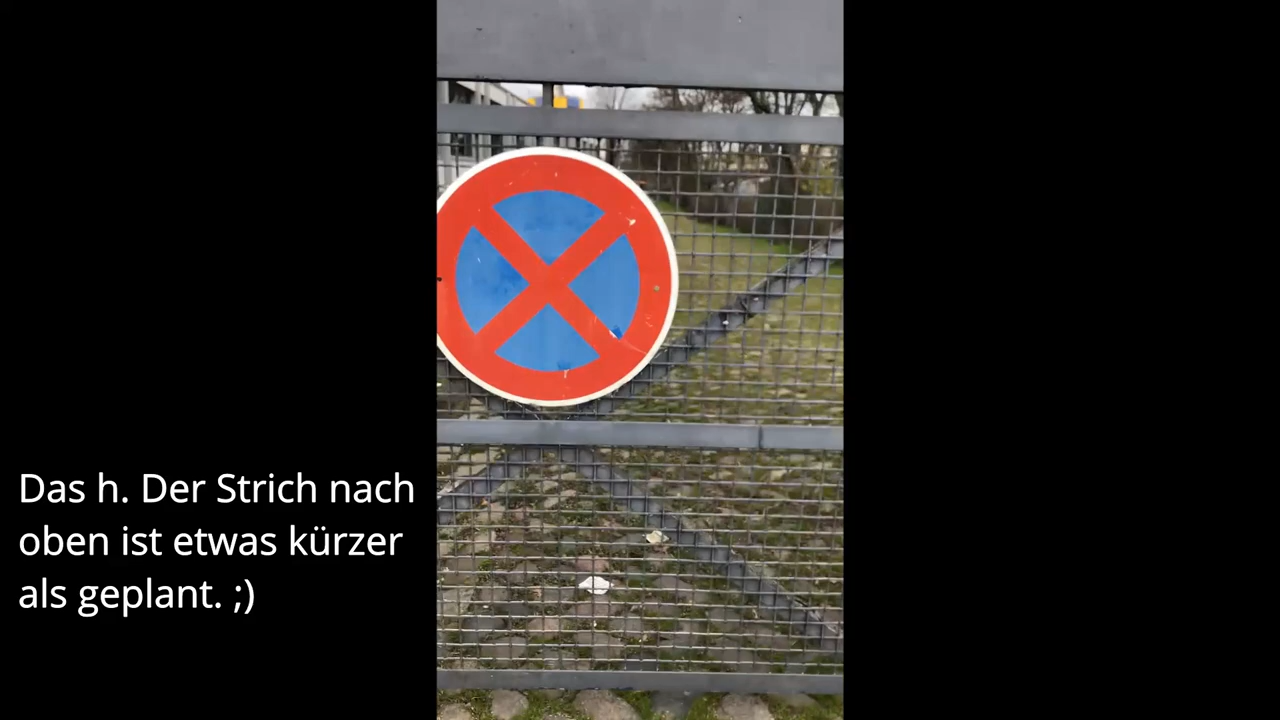 Das h. Der Strich nach
oben ist etwas kürzer
als geplant. ;)